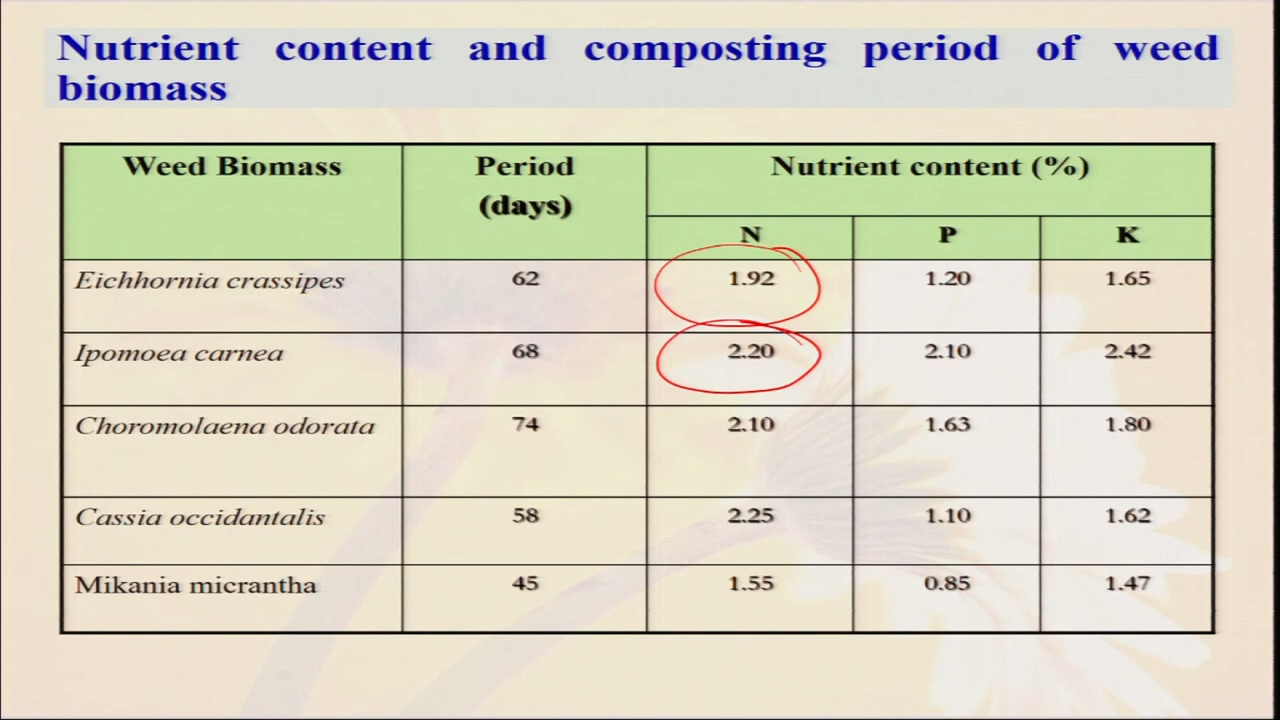 Nutrient content and composting period of weed
biomass
Weed Biomass Period (days) Nutrient content (%)
N P K
Eichhornia crassipes 62 1.92 1.20 1.65
Ipomoea carnea 68 2.20 2.10 2.42
Choromolaena odorata 74 2.10 1.63 1.80
Cassia occidantalis 58 2.25 1.10 1.62
Mikania micrantha 45 1.55 0.85 1.47